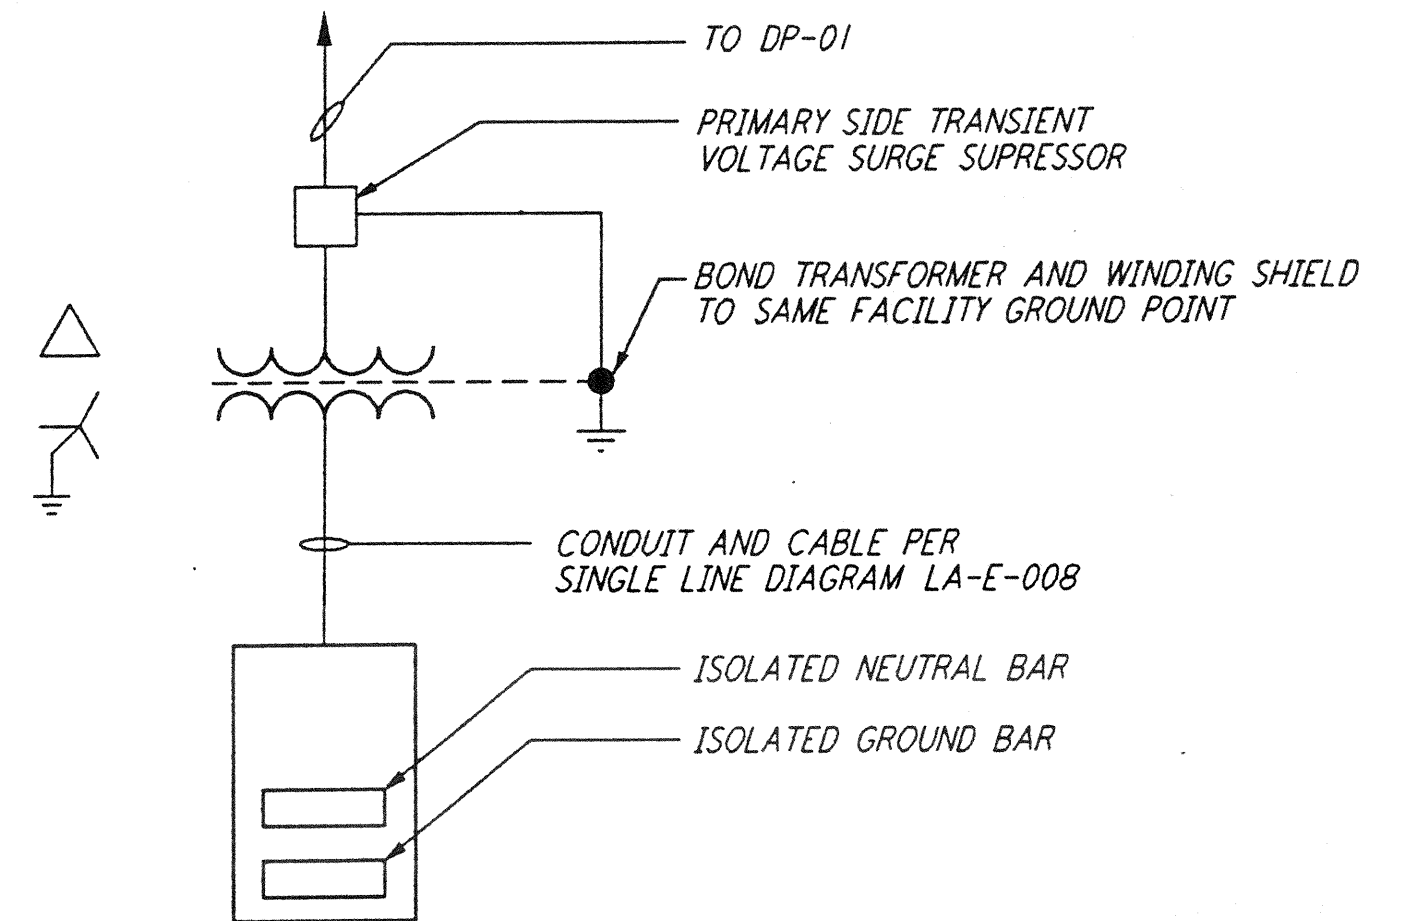 TO DP-01
PRIMARY SIDE TRANSIENT
VOLTAGE SURGE SUPRESSOR
BOND TRANSFORMER AND WINDING SHIELD
TO SAME FACILITY GROUND POINT
CONDUIT AND CABLE PER
SINGLE LINE DIAGRAM LA-E-008
ISOLATED NEUTRAL BAR
ISOLATED GROUND BAR